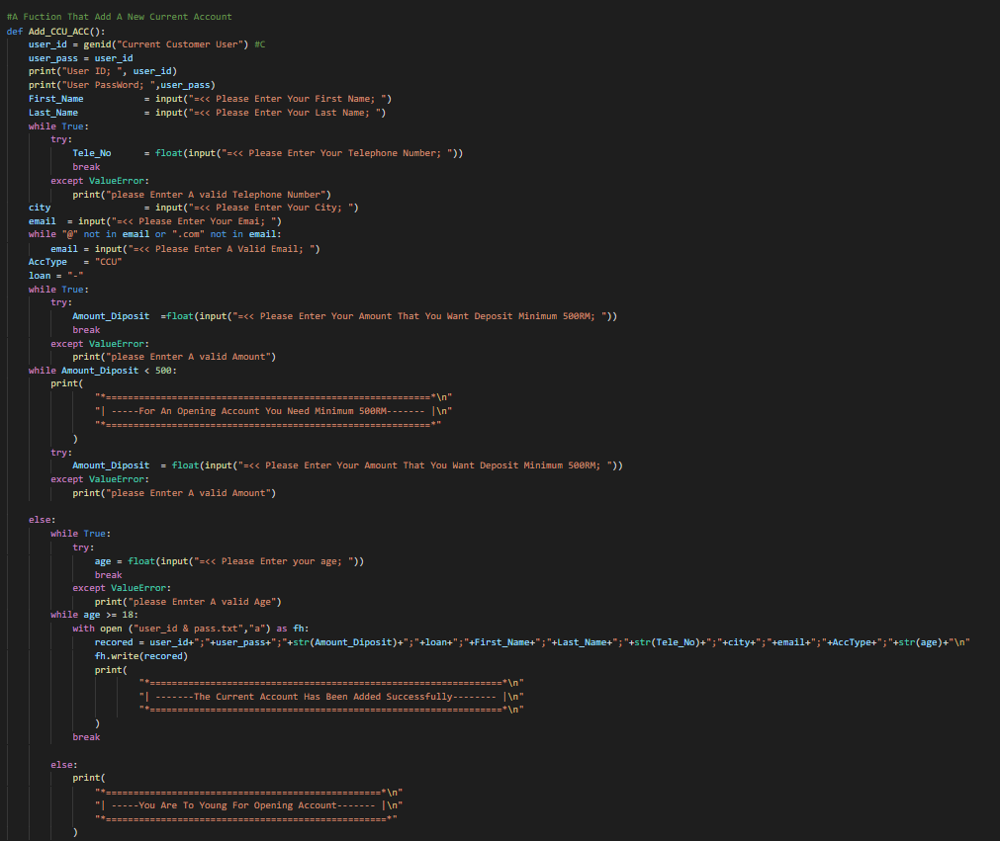 #A Fuction That Add A New Current Account
def Add_CCU_ACC():
    user_id = genid("Current Customer User") #C
    user_pass = user_id
    print("User ID; ", user_id)
    print("User PassWord; ",user_pass)
    First_Name           = input("=<< Please Enter Your First Name; ")
    Last_Name            = input("=<< Please Enter Your Last Name; ")
    while True:
        try:
            Tele_No      = float(input("=<< Please Enter Your Telephone Number; "))
            break
        except ValueError:
            print("please Ennter A valid Telephone Number")
    city                 = input("=<< Please Enter Your City; ")
    email  = input("=<< Please Enter Your Emai; ")
    while "@" not in email or ".com" not in email:
        email = input("=<< Please Enter A Valid Email; ")
    AccType   = "CCU"
    loan = "-"
    while True:
        try:
            Amount_Diposit  =float(input("=<< Please Enter Your Amount That You Want Deposit Minimum 500RM; "))
            break
        except ValueError:
            print("please Ennter A valid Amount")
    while Amount_Diposit < 500:
        print(
                "*===========================================================*\n"
                "| -----For An Opening Account You Need Minimum 500RM------- |\n"
                "*===========================================================*"
            )
        try:
            Amount_Diposit  = float(input("=<< Please Enter Your Amount That You Want Deposit Minimum 500RM; "))
        except ValueError:
            print("please Ennter A valid Amount")
    else:
        while True:
            try:
                age = float(input("=<< Please Enter your age; "))
                break
            except ValueError:
                print("please Ennter A valid Age")
        while age >= 18:
            with open ("user_id & pass.txt","a") as fh:
                recored = user_id+";"+user_pass+";"+str(Amount_Diposit)+";"+loan+";"+First_Name+";"+Last_Name+";"+str(Tele_No)+";"+city+";"+email+";"+AccType+";"+str(age)+"\n"
                fh.write(recored)
                print(
                        "*================================================================*\n"
                        "| -------The Current Account Has Been Added Successfully-------- |\n"
                        "*================================================================*\n"
                )
            break
        else:
            print(
                "*==================================================*\n"
                "| -----You Are To Young For Opening Account------- |\n"
                "*===================================================*"
            )